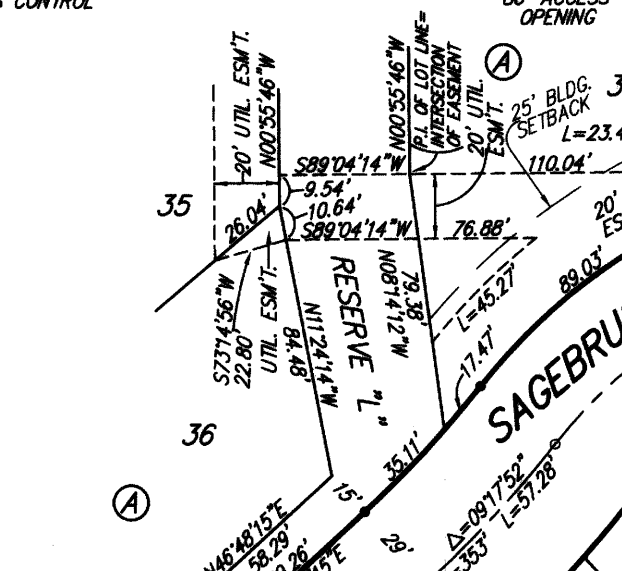 CONTROL
ACCESS
OPENING
A
20' UTIL. ESM'T.
N00°55'46"W
N00°55'46"W
P.I. OF LOT LINE=
INTERSECTION
OF EASEMENT
20' UTIL.
ESM'T.
25' BLDG.
SETBACK
L=23.4
S89°04'14"W
110.04'
9.54'
10.64'
35
26.04'
S89°04'14"W
76.88'
20'
ES
89.03'
S73°14'56"W
22.80'
UTIL. ESM'T.
N11°24'14"W
84.48'
RESERVE "L"
N08°14'12"W
79.38'
L=45.27'
17.47'
SAGEBRU
36
35.11'
A
15'
29'
N46°48'15"E
58.29'
.26'
15"E
Δ=09°17'52"
L=57.28'
=353'